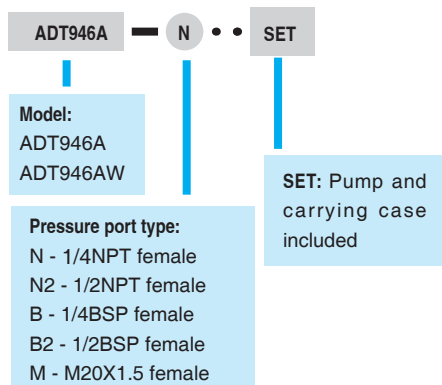 ADT946A — N • • SET
Model:
ADT946A
ADT946AW
SET: Pump and
carrying case
included
Pressure port type:
N - 1/4NPT female
N2 - 1/2NPT female
B - 1/4BSP female
B2 - 1/2BSP female
M - M20X1.5 female